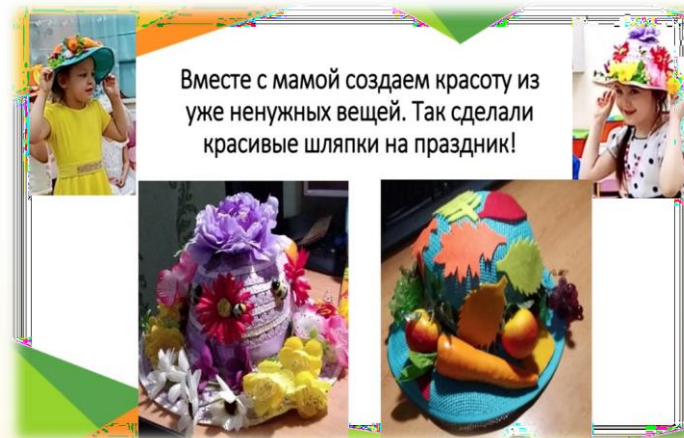 Вместе с мамой создаем красоту из
уже ненужных вещей. Так сделали
красивые шляпки на праздник!